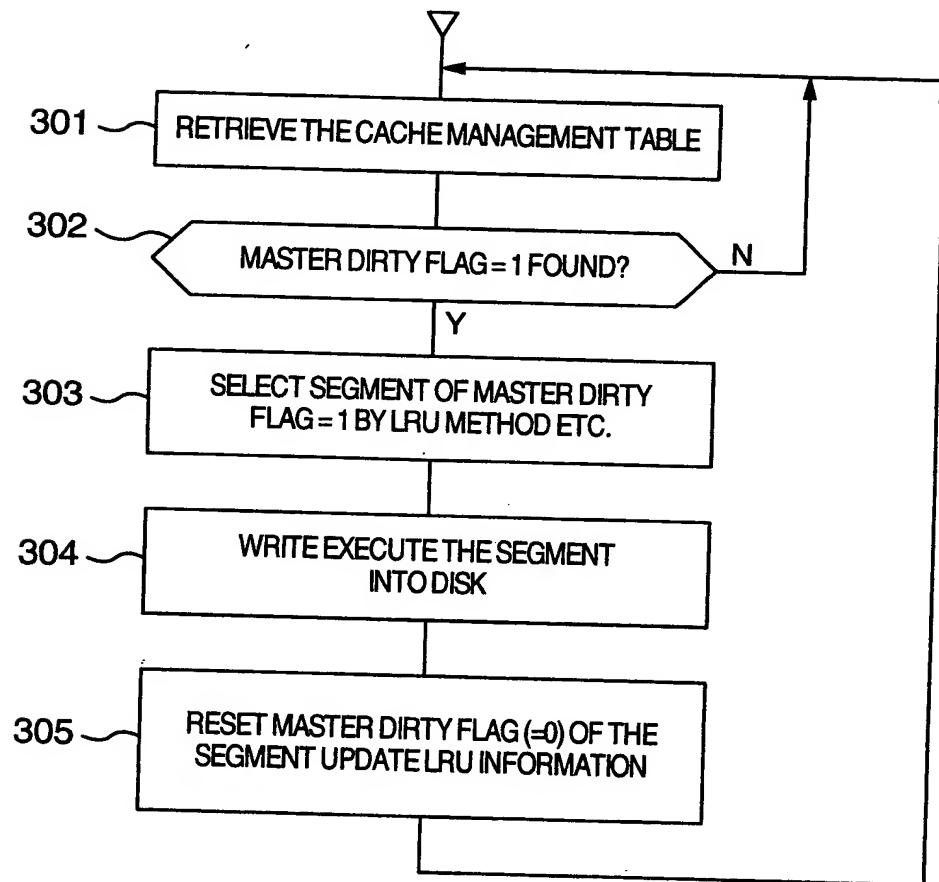 301
RETRIEVE THE CACHE MANAGEMENT TABLE
302
MASTER DIRTY FLAG = 1 FOUND?
N
Y
303
SELECT SEGMENT OF MASTER DIRTY
FLAG = 1 BY LRU METHOD ETC.
304
WRITE EXECUTE THE SEGMENT
INTO DISK
305
RESET MASTER DIRTY FLAG (=0) OF THE
SEGMENT UPDATE LRU INFORMATION